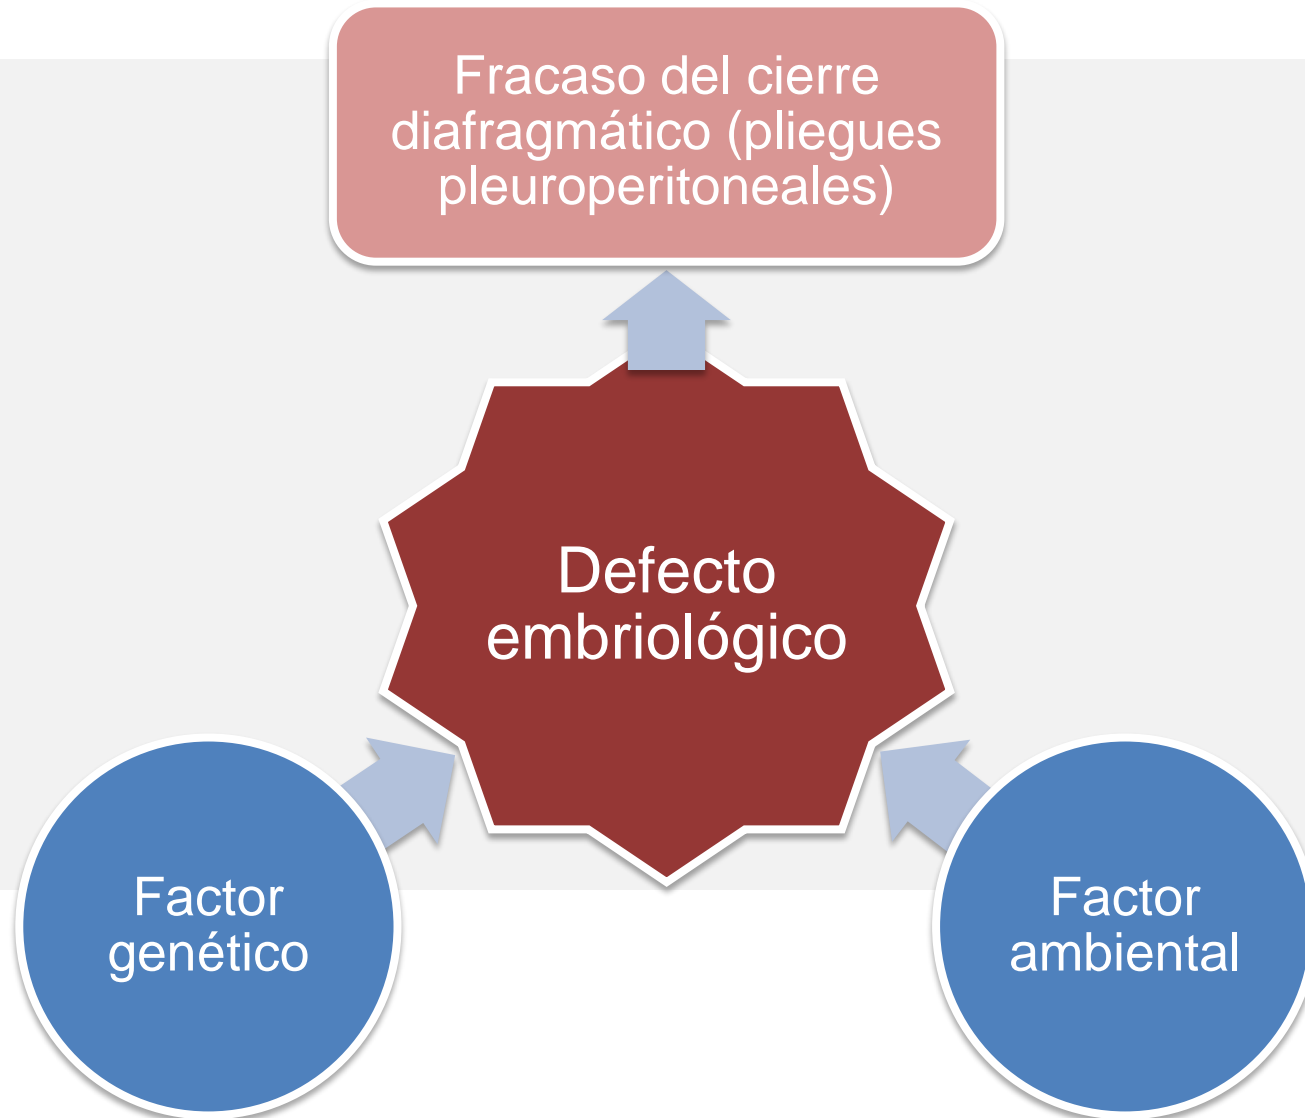 Fracaso del cierre
diafragmático (pliegues
pleuroperitoneales)
Defecto
embriológico
Factor
genético
Factor
ambiental